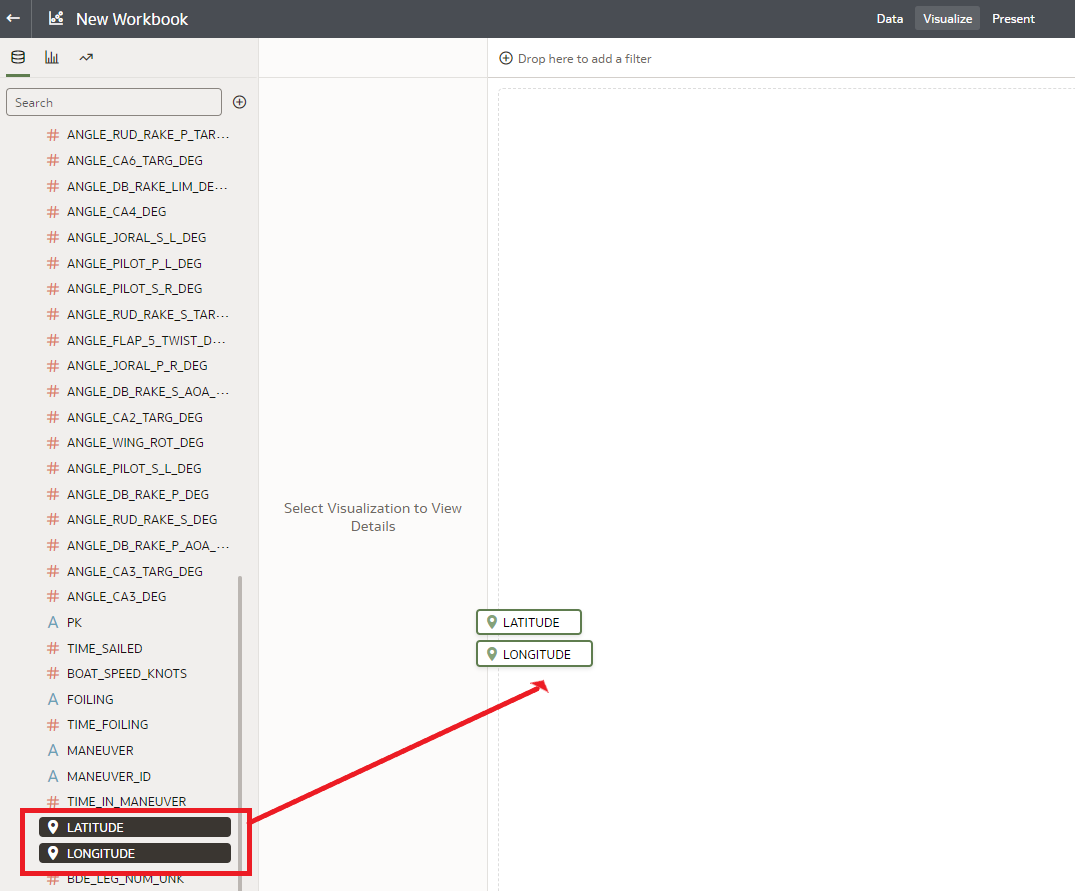 New Workbook
Data
Visualize
Present
Drop here to add a filter
Search
ANGLE_RUD_RAKE_P_TAR...
ANGLE_CA6_TARG_DEG
ANGLE_DB_RAKE_LIM_DE...
ANGLE_CA4_DEG
ANGLE_JORAL_S_L_DEG
ANGLE_PILOT_P_L_DEG
ANGLE_PILOT_S_R_DEG
ANGLE_RUD_RAKE_S_TAR...
ANGLE_FLAP_5_TWIST_D...
ANGLE_JORAL_P_R_DEG
ANGLE_DB_RAKE_S_AOA_...
ANGLE_CA2_TARG_DEG
ANGLE_WING_ROT_DEG
ANGLE_PILOT_S_L_DEG
ANGLE_DB_RAKE_P_DEG
ANGLE_RUD_RAKE_S_DEG
ANGLE_DB_RAKE_P_AOA_...
ANGLE_CA3_TARG_DEG
ANGLE_CA3_DEG
PK
TIME_SAILED
BOAT_SPEED_KNOTS
FOILING
TIME_FOILING
MANEUVER
MANEUVER_ID
TIME_IN_MANEUVER
LATITUDE
LONGITUDE
BDE_LEG_NUM_UNK
Select Visualization to View
Details
LATITUDE
LONGITUDE